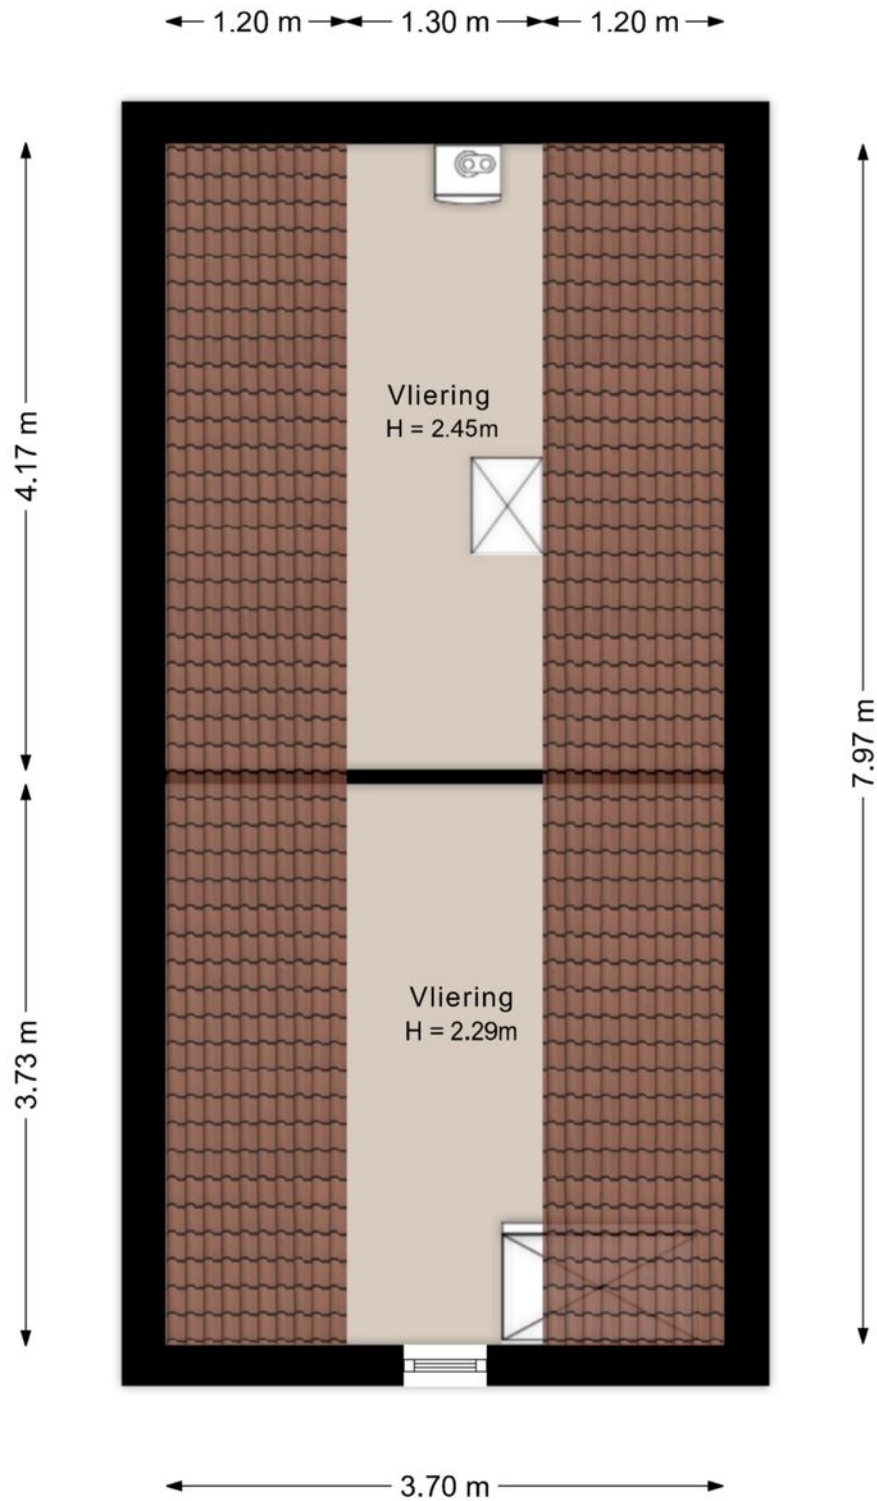 1.20 m 1.30 m 1.20 m
Vliering
H = 2.45m
4.17 m
7.97 m
Vliering
H = 2.29m
3.73 m
3.70 m